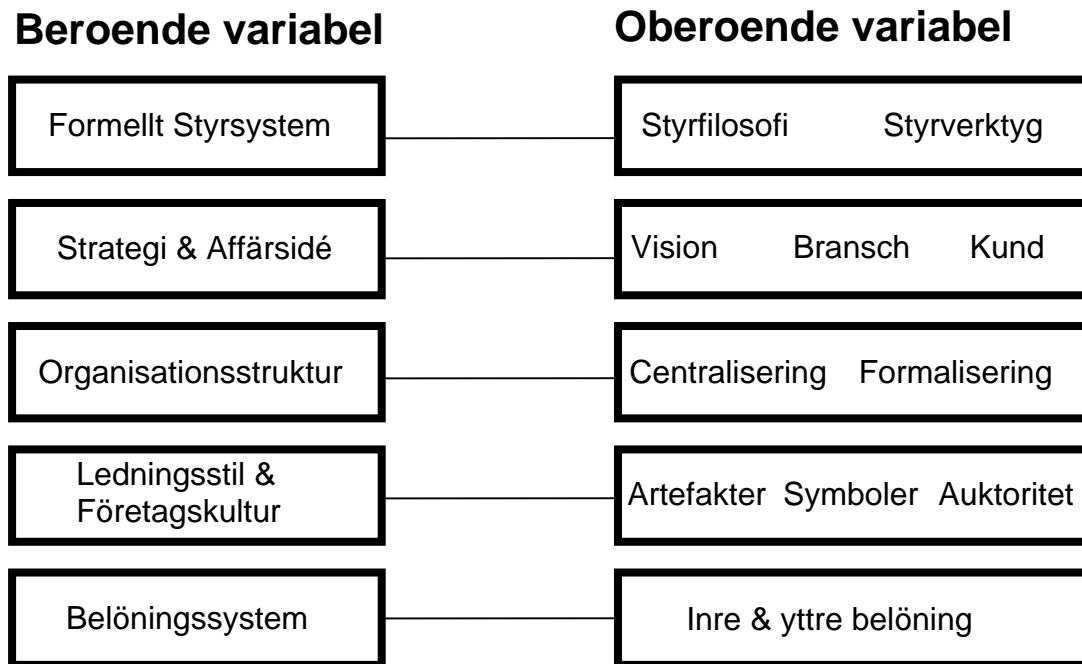 Beroende variabel
Oberoende variabel
Formellt Styrsystem
Styrfilosofi Styrverktyg
Strategi & Affärsidé
Vision Bransch Kund
Organisationsstruktur
Centralisering Formalisering
Ledningsstil &
Företagskultur
Artefakter Symboler Auktoritet
Belöningssystem
Inre & yttre belöning